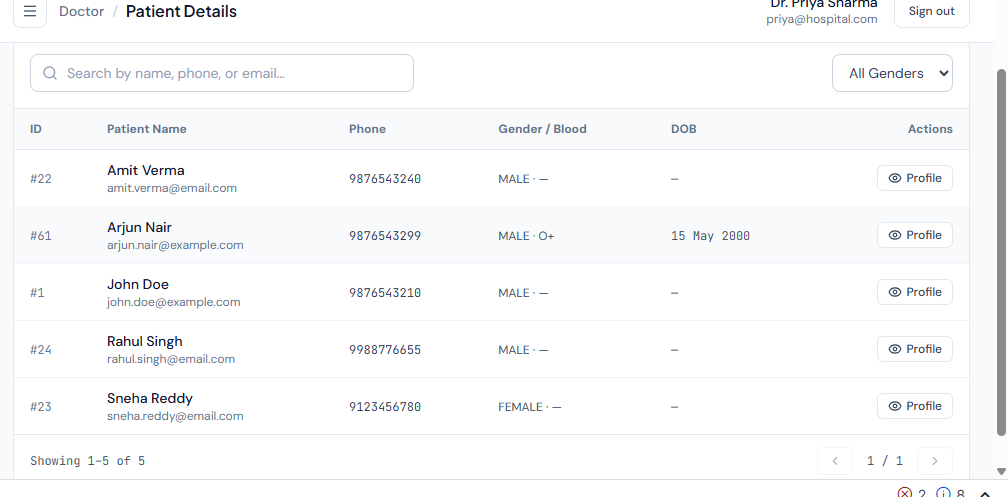 Doctor / Patient Details
Dr. Priya Sharma
priya@hospital.com
Sign out
Search by name, phone, or email...
All Genders
ID Patient Name Phone Gender / Blood DOB Actions
#22 Amit Verma 9876543240 MALE · — — Profile
amit.verma@email.com
#61 Arjun Nair 9876543299 MALE · O+ 15 May 2000 Profile
arjun.nair@example.com
#1 John Doe 9876543210 MALE · — — Profile
john.doe@example.com
#24 Rahul Singh 9988776655 MALE · — — Profile
rahul.singh@email.com
#23 Sneha Reddy 9123456780 FEMALE · — — Profile
sneha.reddy@email.com
Showing 1–5 of 5 1 / 1
2 8